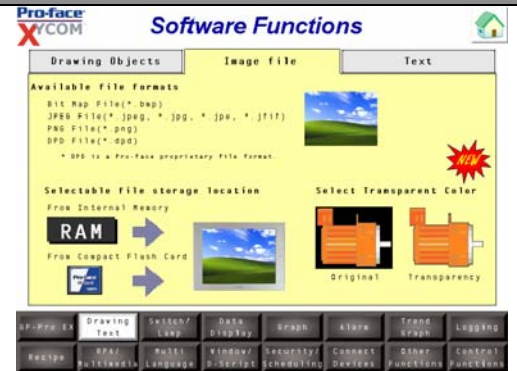 Pro-face
XYCOM
Software Functions
Drawing Objects
Image file
Text
Available file formats
Bit Map File(*.bmp)
JPEG File(*.jpeg, *.jpg, *.jpe, *.jfif)
PNG File(*.png)
DPD File(*.dpd)
* DPD is a Pro-face proprietary File Format.
NEW
Selectable file storage location
Select Transparent Color
From Internal Memory
RAM
From Compact Flash Card
Original
Transparency
GP-Pro EX
Drawing Text
Switch/ Lamp
Data Display
Graph
Alarm
Trend Graph
Logging
Recipe
RPA/ Multimedia
Multi Language
Window/ D-Script
Security/ Scheduling
Connect Devices
Other Functions
Control Functions